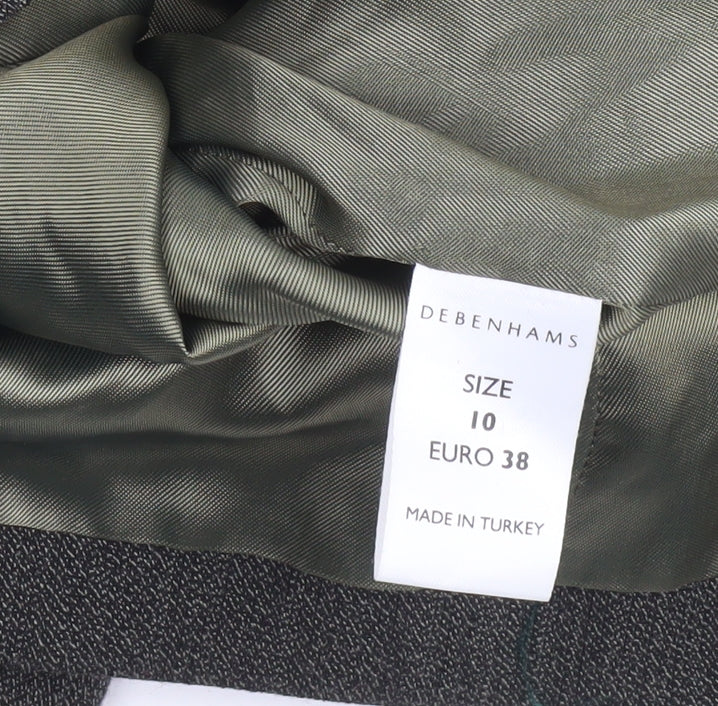 DEBENHAMS
SIZE
10
EURO 38
MADE IN TURKEY